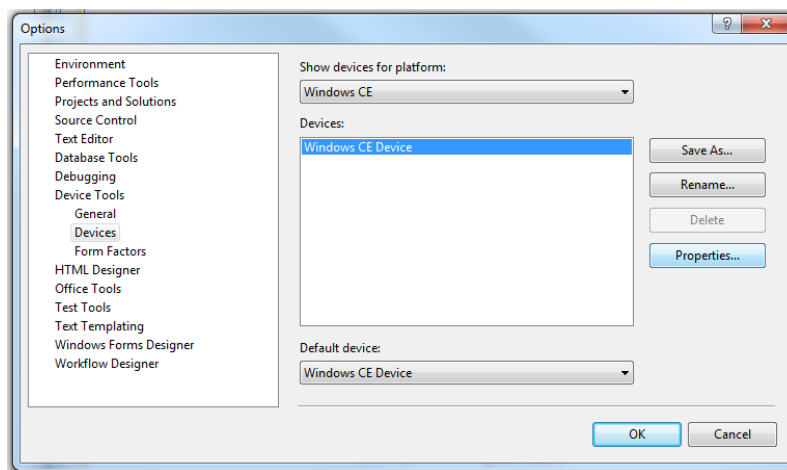 Options
Environment
Performance Tools
Projects and Solutions
Source Control
Text Editor
Database Tools
Debugging
Device Tools
General
Devices
Form Factors
HTML Designer
Office Tools
Test Tools
Text Templating
Windows Forms Designer
Workflow Designer
Show devices for platform:
Windows CE
Devices:
Windows CE Device
Save As...
Rename...
Delete
Properties...
Default device:
Windows CE Device
OK
Cancel